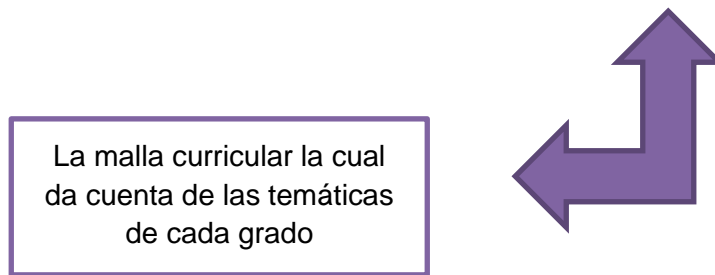 La malla curricular la cual
da cuenta de las temáticas
de cada grado